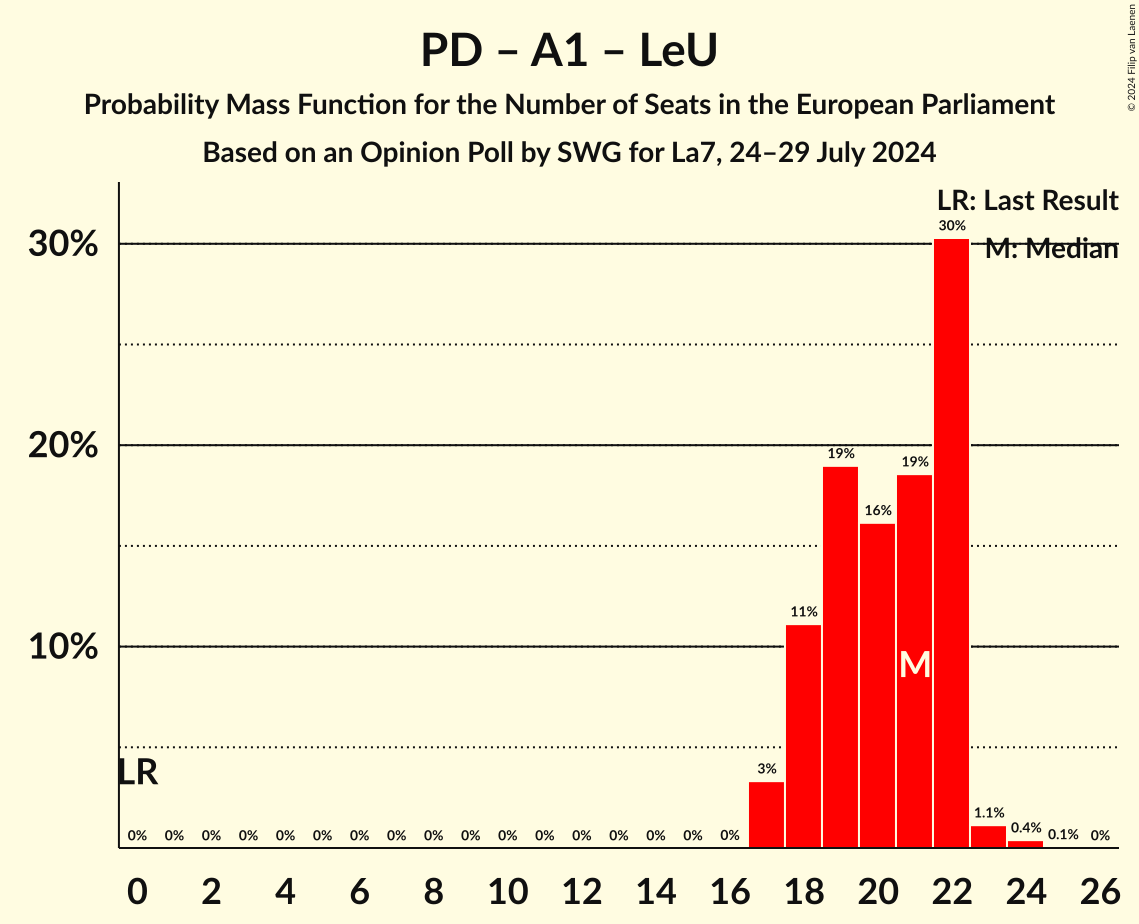 PD – A1 – LeU
Probability Mass Function for the Number of Seats in the European Parliament
Based on an Opinion Poll by SWG for La7, 24–29 July 2024
© 2024 Filip van Laenen
LR: Last Result
M: Median
30%
20%
10%
30%
19%
19%
16%
11%
M
LR
3%
1.1%
0.4%
0.1%
0%
0% 0% 0% 0% 0% 0% 0% 0% 0% 0% 0% 0% 0% 0% 0% 0% 0%
0 2 4 6 8 10 12 14 16 18 20 22 24 26